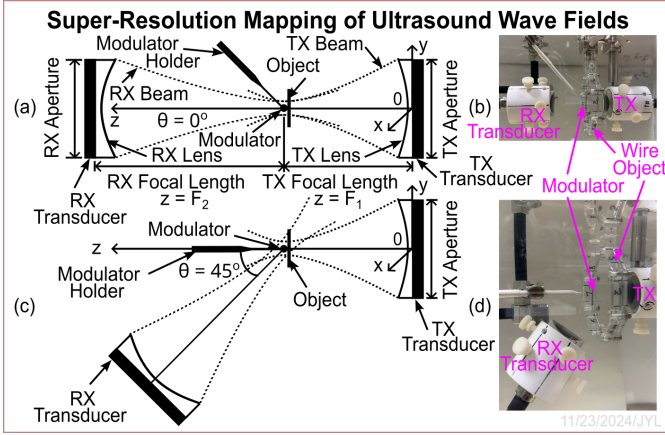 Super-Resolution Mapping of Ultrasound Wave Fields
Modulator
Holder
TX Beam
Object
y
(a)
RX Aperture
RX Beam
z
θ = 0º
Modulator
0
x
RX Lens
TX Lens
TX Aperture
RX
Transducer
RX Focal Length
z = F₂
TX Focal Length
z = F₁
TX
Transducer
(b)
RX
Transducer
TX
Wire
Object
Modulator
(c)
Modulator
z
Modulator
Holder
θ = 45º
Object
y
0
x
TX Aperture
TX
Transducer
RX
Transducer
(d)
TX
RX
Transducer
11/23/2024/JYL